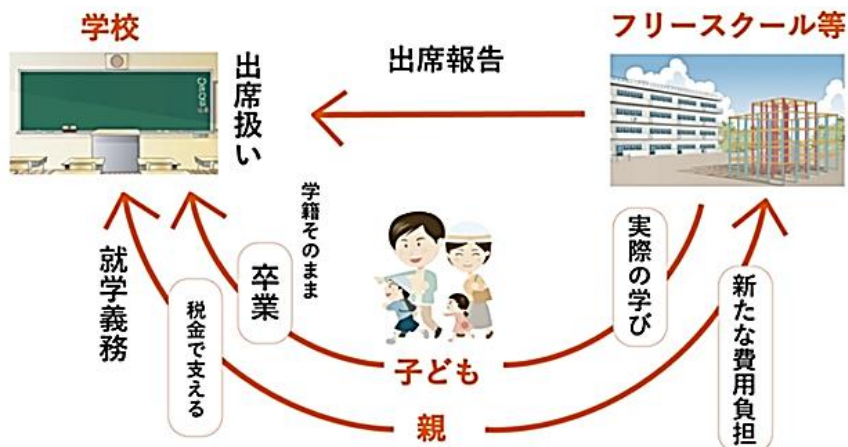 学校
フリースクール等
出席報告
出席扱い
学籍そのまま
就学義務
税金で支える
卒業
実際の学び
新たな費用負担
子ども
親